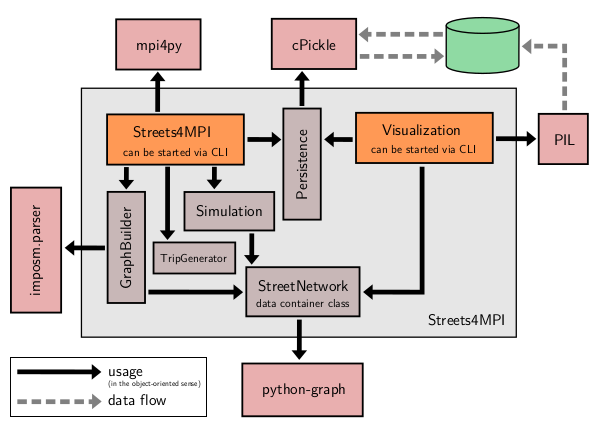 mpi4py
cPickle
Streets4MPI
can be started via CLI
Visualization
can be started via CLI
PIL
Persistence
imposm.parser
GraphBuilder
Simulation
TripGenerator
StreetNetwork
data container class
Streets4MPI
python-graph
usage
(in the object-oriented sense)
data flow